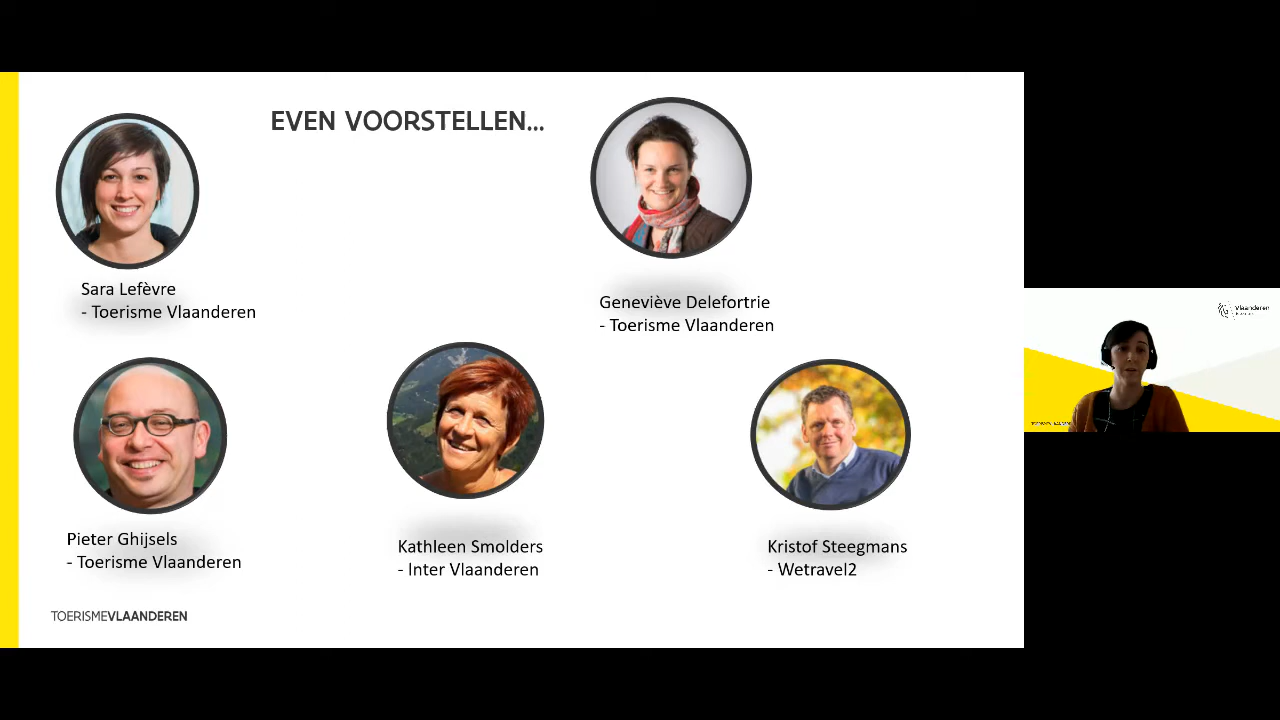 EVEN VOORSTELLEN...
Sara Lefèvre
- Toerisme Vlaanderen
Geneviève Delefortrie
- Toerisme Vlaanderen
Pieter Ghijsels
- Toerisme Vlaanderen
Kathleen Smolders
- Inter Vlaanderen
Kristof Steegmans
- Wetravel2
TOERISMEVLAANDEREN
Vlaanderen